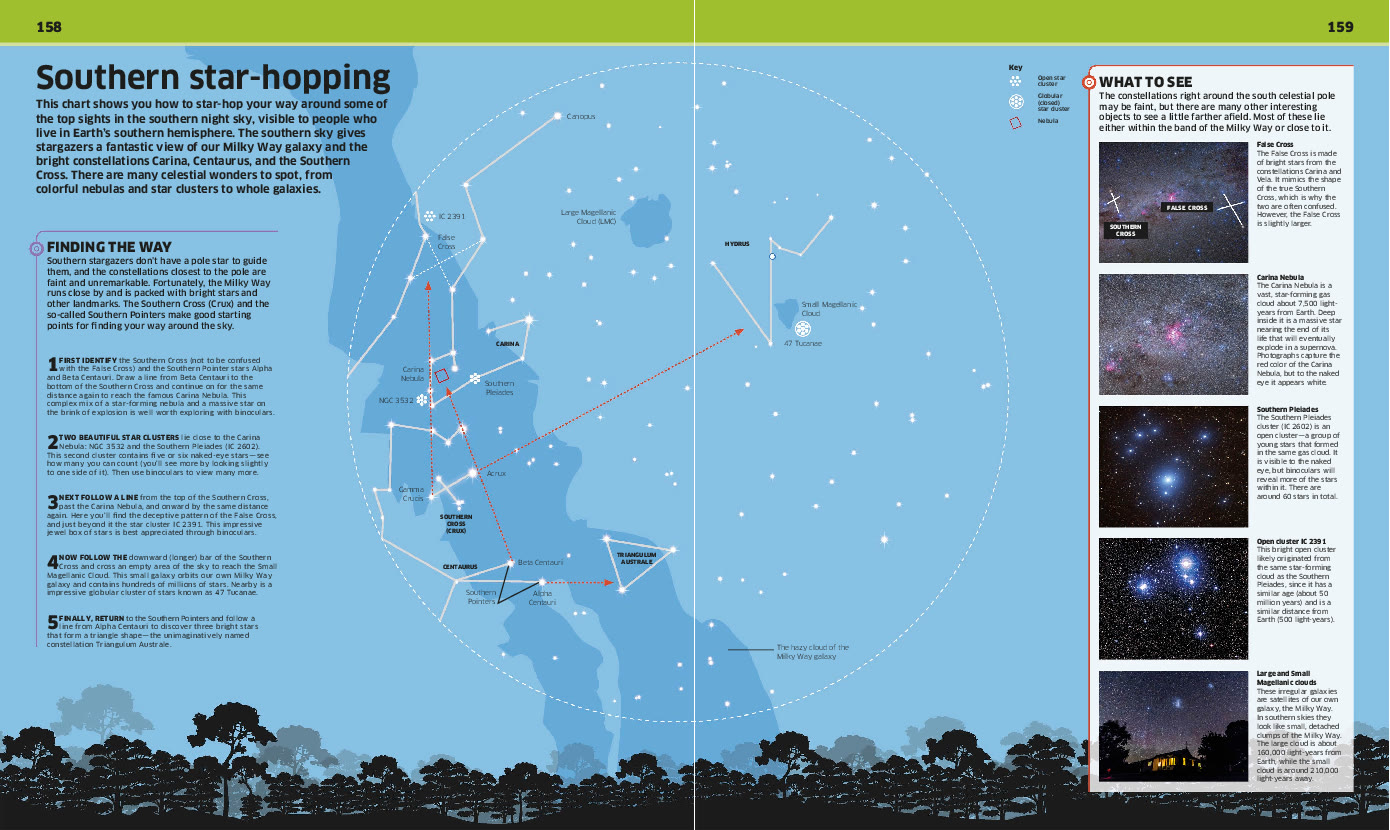 158
159
Southern star-hopping
This chart shows you how to star-hop your way around some of
the top sights in the southern night sky, visible to people who
live in Earth's southern hemisphere. The southern sky gives
stargazers a fantastic view of our Milky Way galaxy and the
bright constellations Carina, Centaurus, and the Southern
Cross. There are many celestial wonders to spot, from
colorful nebulas and star clusters to whole galaxies.
FINDING THE WAY
Southern stargazers don't have a pole star to guide
them, and the constellations closest to the pole are
faint and unremarkable. Fortunately, the Milky Way
runs close by and is packed with bright stars and
other landmarks. The Southern Cross (Crux) and the
so-called Southern Pointers make good starting
points for finding your way around the sky.
1 FIRST IDENTIFY the Southern Cross (not to be confused
with the False Cross) and the Southern Pointer stars Alpha
and Beta Centauri. Draw a line from Beta Centauri to the
bottom of the Southern Cross and continue on for the same
distance again to reach the famous Carina Nebula. This
complex mix of a star-forming nebula and a massive star on
the brink of explosion is well worth exploring with binoculars.
2 TWO BEAUTIFUL STAR CLUSTERS lie close to the Carina
Nebula: NGC 3532 and the Southern Pleiades (IC 2602).
This second cluster contains five or six naked-eye stars—see
how many you can count (you'll see more by looking slightly
to one side of it). Then use binoculars to view many more.
3 NEXT FOLLOW A LINE from the top of the Southern Cross,
past the Carina Nebula, and onward by the same distance
again. Here you'll find the deceptive pattern of the False Cross,
and just beyond it the star cluster IC 2391. This impressive
jewel box of stars is best appreciated through binoculars.
4 NOW FOLLOW THE downward (longer) bar of the Southern
Cross and cross an empty area of the sky to reach the Small
Magellanic Cloud. This small galaxy orbits our own Milky Way
galaxy and contains hundreds of millions of stars. Nearby is a
impressive globular cluster of stars known as 47 Tucanae.
5 FINALLY, RETURN to the Southern Pointers and follow a
line from Alpha Centauri to discover three bright stars
that form a triangle shape—the unimaginatively named
constellation Triangulum Australe.
Canopus
IC 2391
False
Cross
Large Magellanic
Cloud (LMC)
HYDRUS
Small Magellanic
Cloud
47 Tucanae
CARINA
Carina
Nebula
Southern
Pleiades
NGC 3532
Acrux
Gamma
Crucis
SOUTHERN
CROSS
(CRUX)
CENTAURUS
Beta Centauri
TRIANGULUM
AUSTRALE
Southern
Pointers
Alpha
Centauri
The hazy cloud of the
Milky Way galaxy
Key
Open star
cluster
Globular
(closed)
star cluster
Nebula
WHAT TO SEE
The constellations right around the south celestial pole
may be faint, but there are many other interesting
objects to see a little farther afield. Most of these lie
either within the band of the Milky Way or close to it.
FALSE CROSS
SOUTHERN
CROSS
False Cross
The False Cross is made
of bright stars from the
constellations Carina and
Vela. It mimics the shape
of the true Southern
Cross, which is why the
two are often confused.
However, the False Cross
is slightly larger.
Carina Nebula
The Carina Nebula is a
vast, star-forming gas
cloud about 7,500 light-
years from Earth. Deep
inside it is a massive star
nearing the end of its
life that will eventually
explode in a supernova.
Photographs capture the
red color of the Carina
Nebula, but to the naked
eye it appears white.
Southern Pleiades
The Southern Pleiades
cluster (IC 2602) is an
open cluster—a group of
young stars that formed
in the same gas cloud. It
is visible to the naked
eye, but binoculars will
reveal more of the stars
within it. There are
around 60 stars in total.
Open cluster IC 2391
This bright open cluster
likely originated from
the same star-forming
cloud as the Southern
Pleiades, since it has a
similar age (about 50
million years) and is a
similar distance from
Earth (500 light-years).
Large and Small
Magellanic clouds
These irregular galaxies
are satellites of our own
galaxy, the Milky Way.
In southern skies they
look like small, detached
clumps of the Milky Way.
The large cloud is about
160,000 light-years from
Earth, while the small
cloud is around 210,000
light-years away.